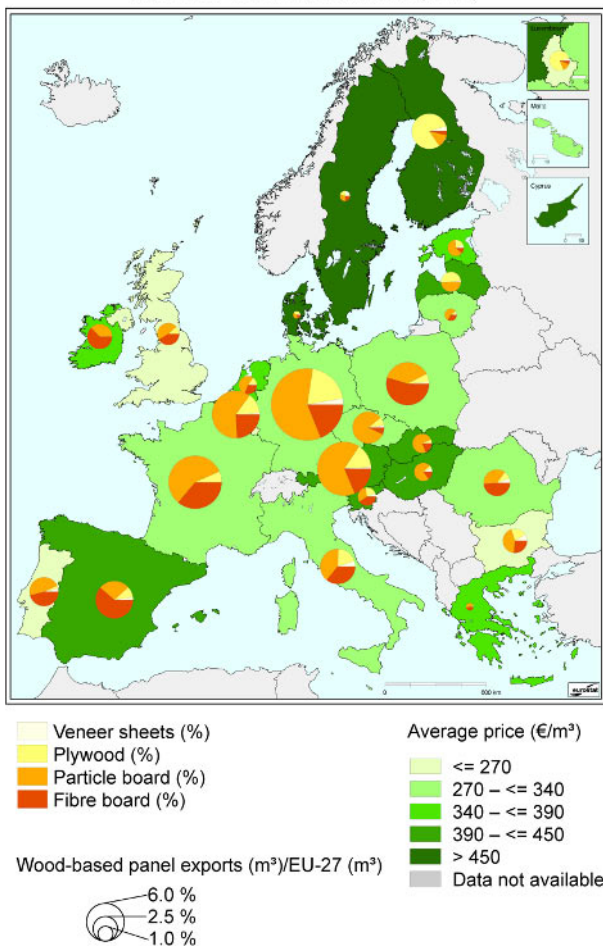 Luxembourg
Malta
Cyprus
0 800 km
eurostat
Veneer sheets (%)
Plywood (%)
Particle board (%)
Fibre board (%)
Average price (€/m³)
<= 270
270 – <= 340
340 – <= 390
390 – <= 450
> 450
Data not available
Wood-based panel exports (m³)/EU-27 (m³)
6.0 %
2.5 %
1.0 %